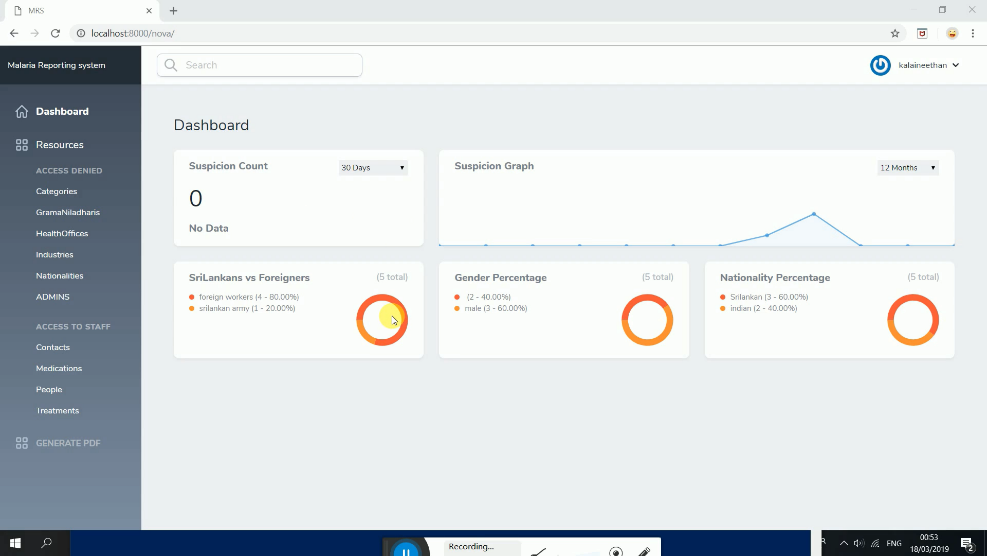 MRS
localhost:8000/nova/
Malaria Reporting system
Search
kalaineethan
Dashboard
Resources
ACCESS DENIED
Categories
GramaNiladharis
HealthOffices
Industries
Nationalities
ADMINS
ACCESS TO STAFF
Contacts
Medications
People
Treatments
GENERATE PDF
Dashboard
Suspicion Count
30 Days
0
No Data
Suspicion Graph
12 Months
SriLankans vs Foreigners
(5 total)
foreign workers (4 - 80.00%)
srilankan army (1 - 20.00%)
Gender Percentage
(5 total)
(2 - 40.00%)
male (3 - 60.00%)
Nationality Percentage
(5 total)
Srilankan (3 - 60.00%)
indian (2 - 40.00%)
Recording...
ENG
00:53
18/03/2019
2